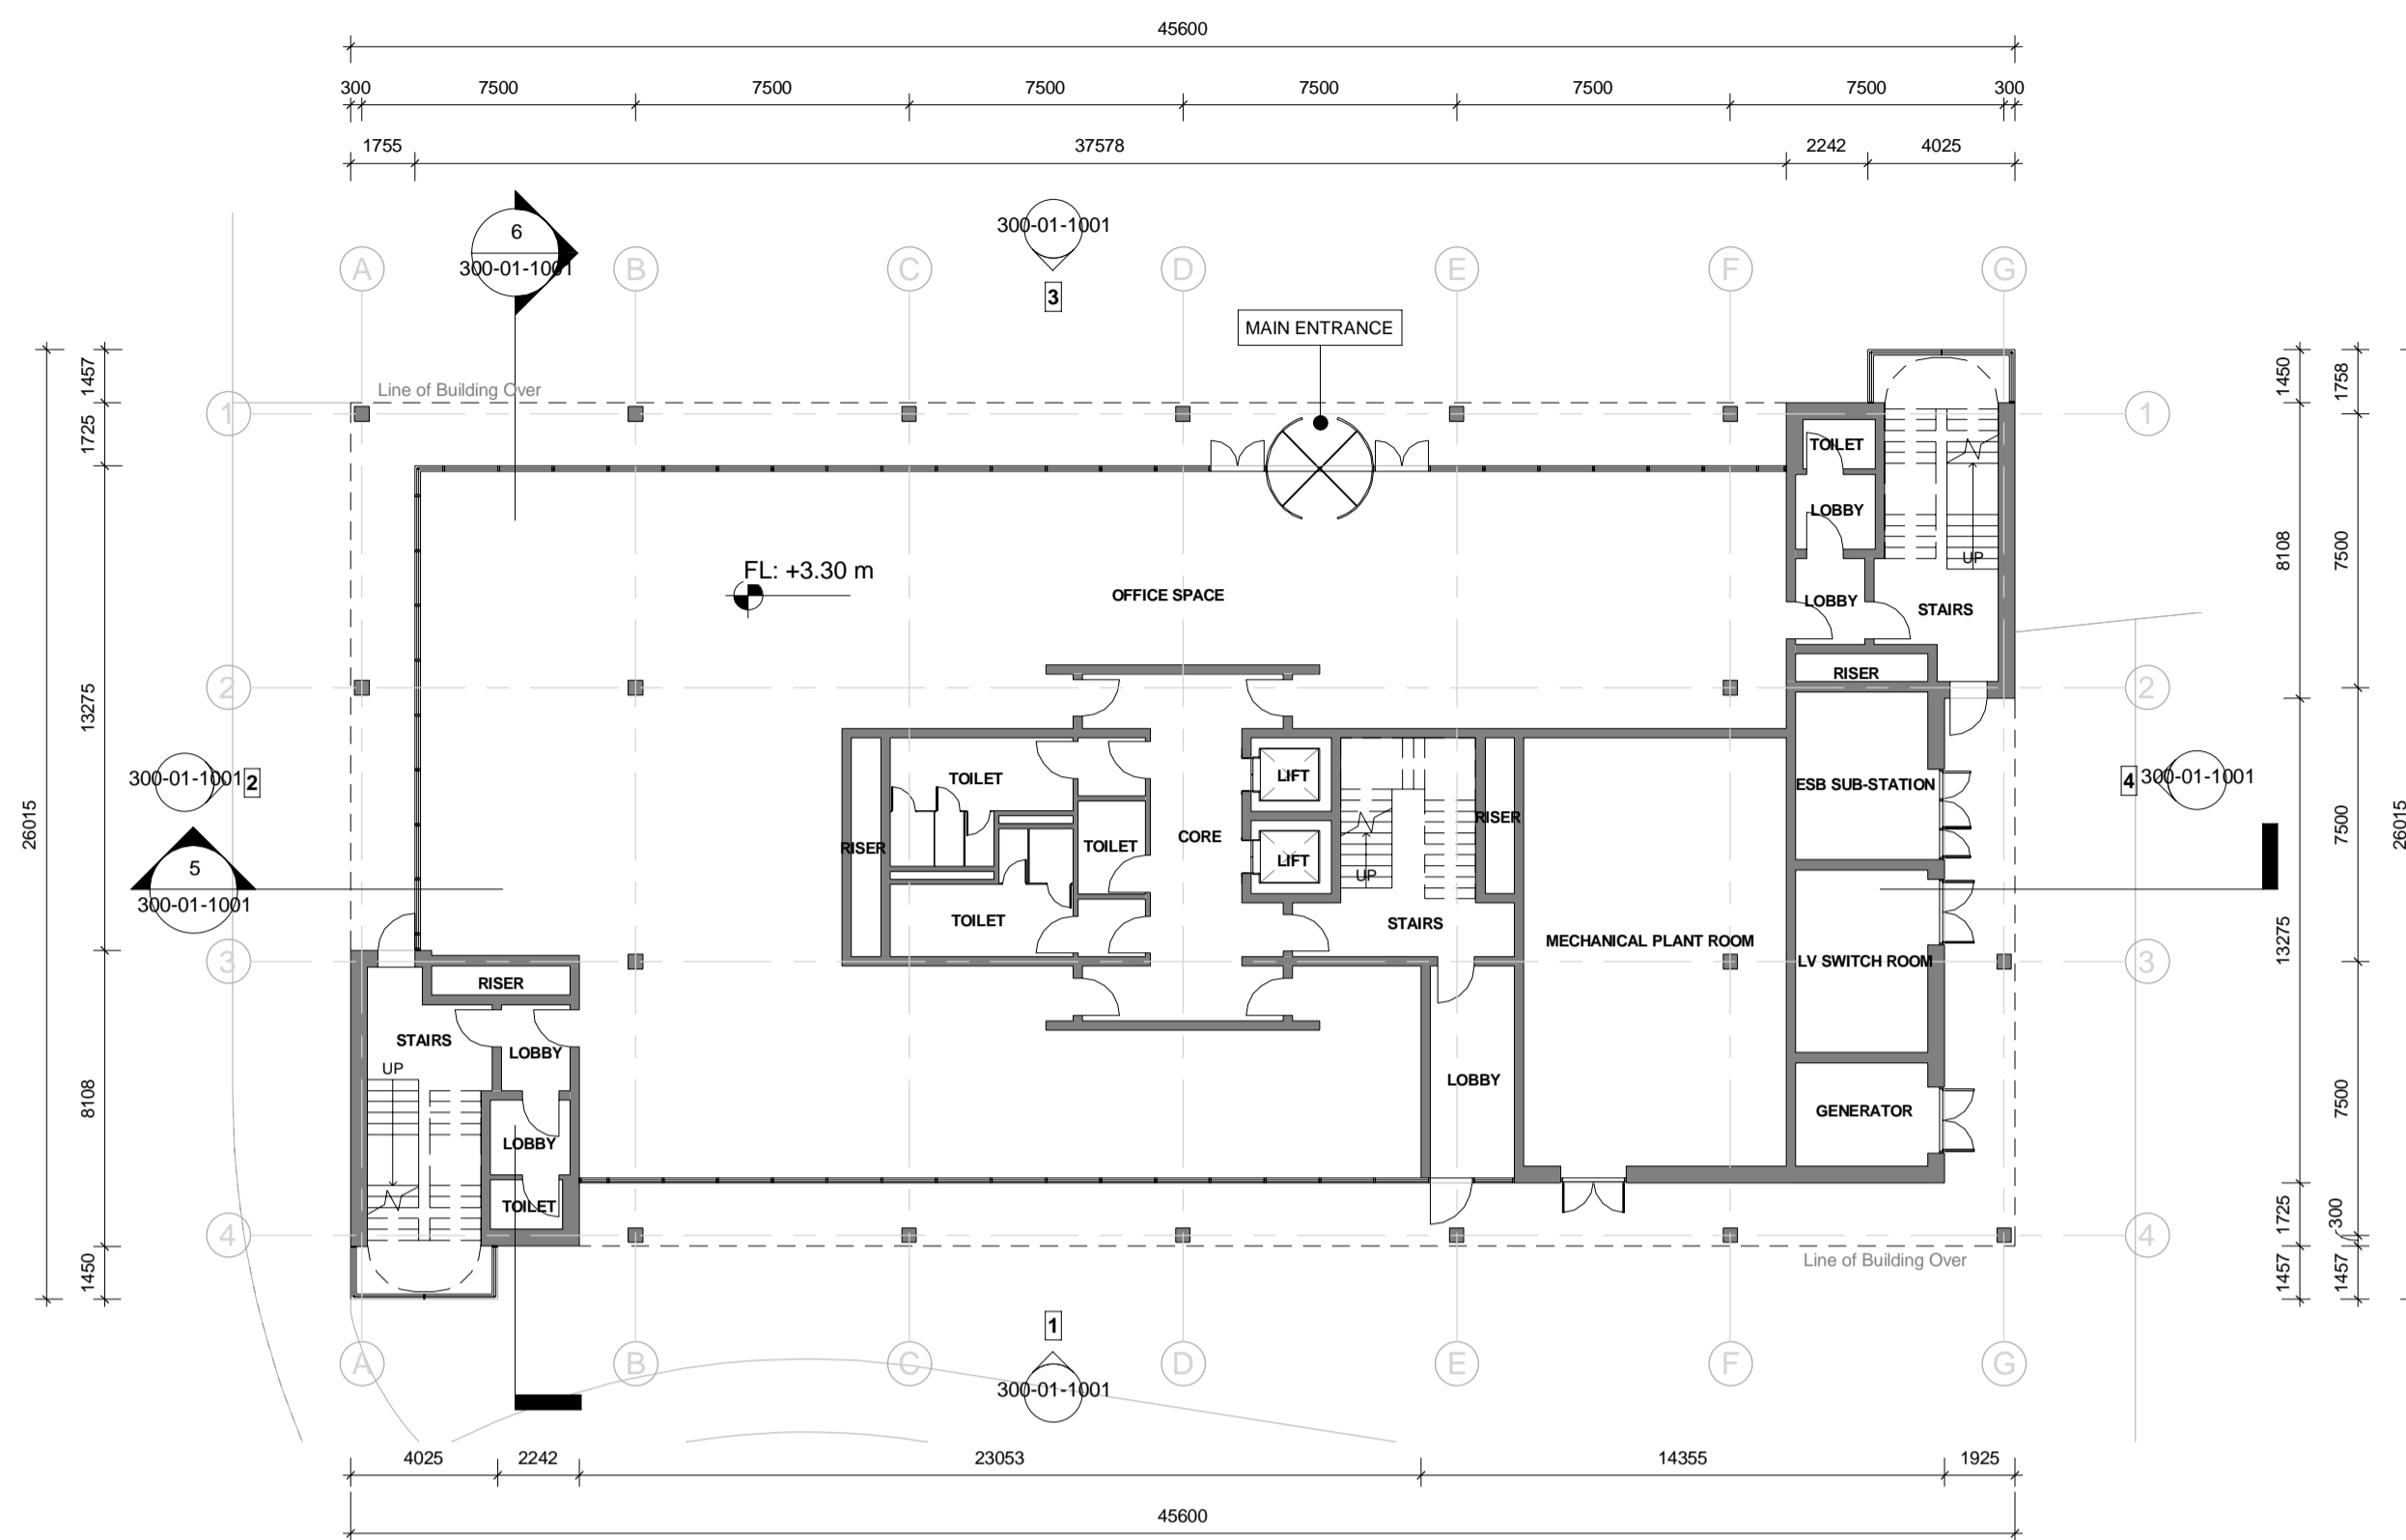 45600
300 7500 7500 7500 7500 7500 7500 300
1755 37578 2242 4025
6
300-01-1001
300-01-1001
3
A B C D E F G
MAIN ENTRANCE
Line of Building Over
1 1
1457
1725
13275
8108
1450
26015
1450
8108
13275
1725
1457
1758
7500
7500
7500
300
1457
26015
TOILET
LOBBY
UP
FL: +3.30 m
OFFICE SPACE
LOBBY
STAIRS
RISER
2 2
300-01-1001 2
4 300-01-1001
TOILET
LIFT
ESB SUB-STATION
RISER
CORE
TOILET
RISER
LIFT
UP
5
300-01-1001
TOILET
STAIRS
MECHANICAL PLANT ROOM
3 3
LV SWITCH ROOM
RISER
STAIRS
LOBBY
UP
LOBBY
GENERATOR
LOBBY
TOILET
4 4
Line of Building Over
1
A B C D E F G
300-01-1001
4025 2242 23053 14355 1925
45600